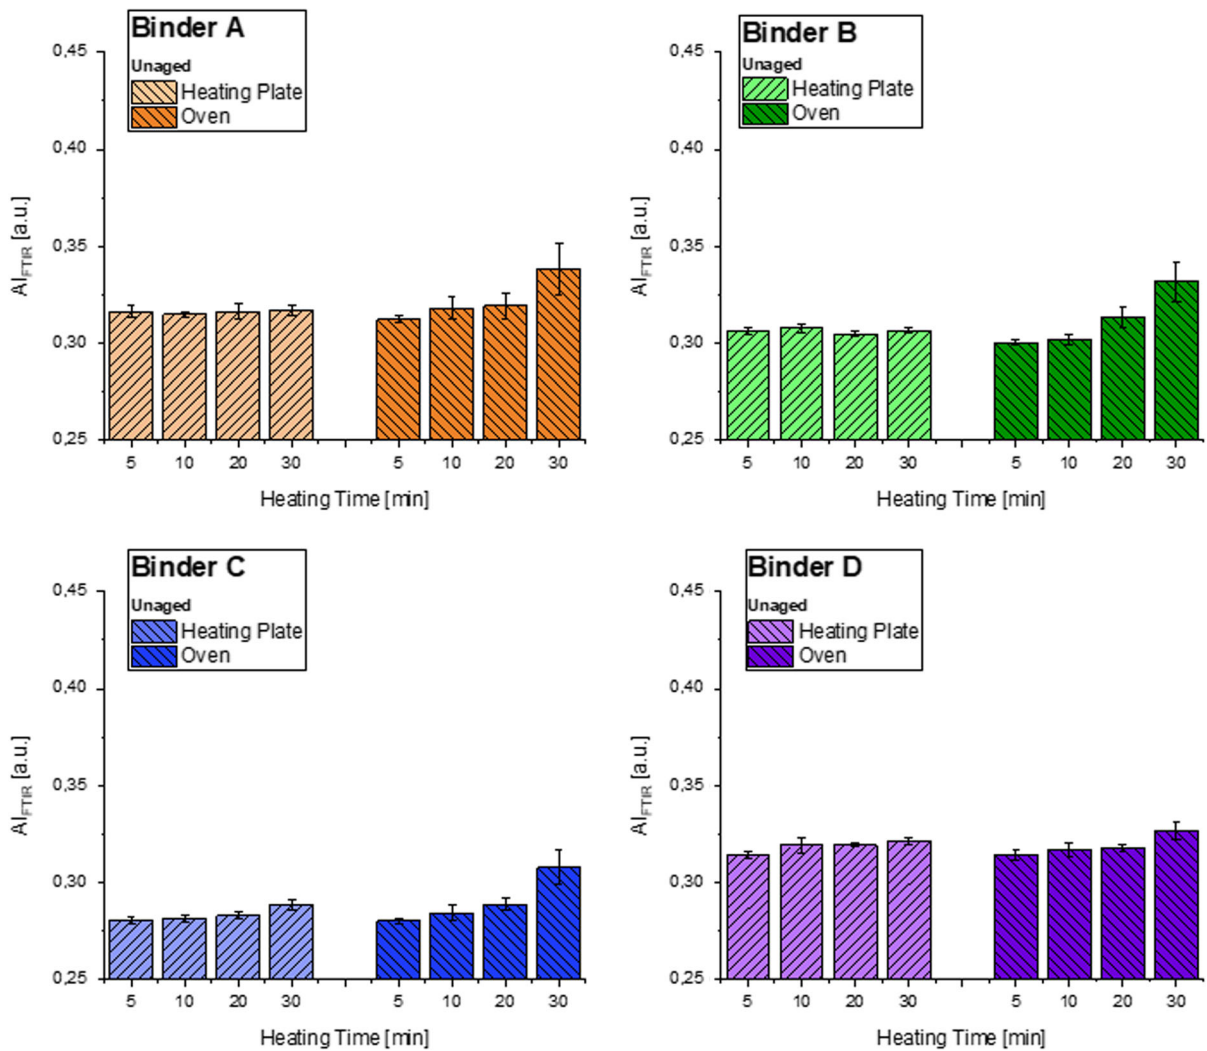 Binder A
Unaged
Heating Plate
Oven
0,45
0,40
0,35
0,30
0,25
AI_FTIR [a.u.]
5 10 20 30 5 10 20 30
Heating Time [min]
Binder B
Unaged
Heating Plate
Oven
0,45
0,40
0,35
0,30
0,25
AI_FTIR [a.u.]
5 10 20 30 5 10 20 30
Heating Time [min]
Binder C
Unaged
Heating Plate
Oven
0,45
0,40
0,35
0,30
0,25
AI_FTIR [a.u.]
5 10 20 30 5 10 20 30
Heating Time [min]
Binder D
Unaged
Heating Plate
Oven
0,45
0,40
0,35
0,30
0,25
AI_FTIR [a.u.]
5 10 20 30 5 10 20 30
Heating Time [min]